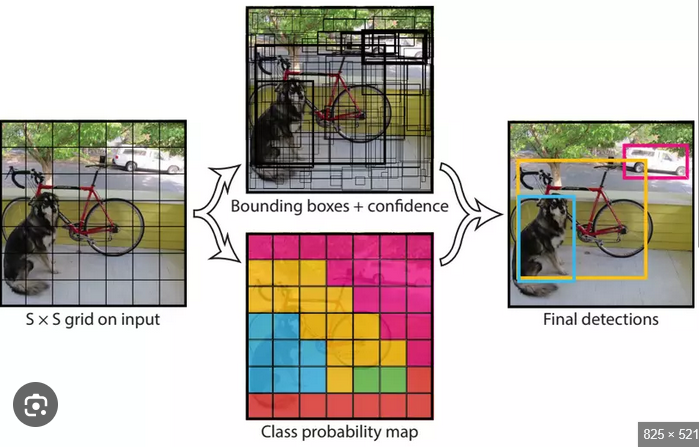 Bounding boxes + confidence
S × S grid on input
Final detections
Class probability map
825 × 521